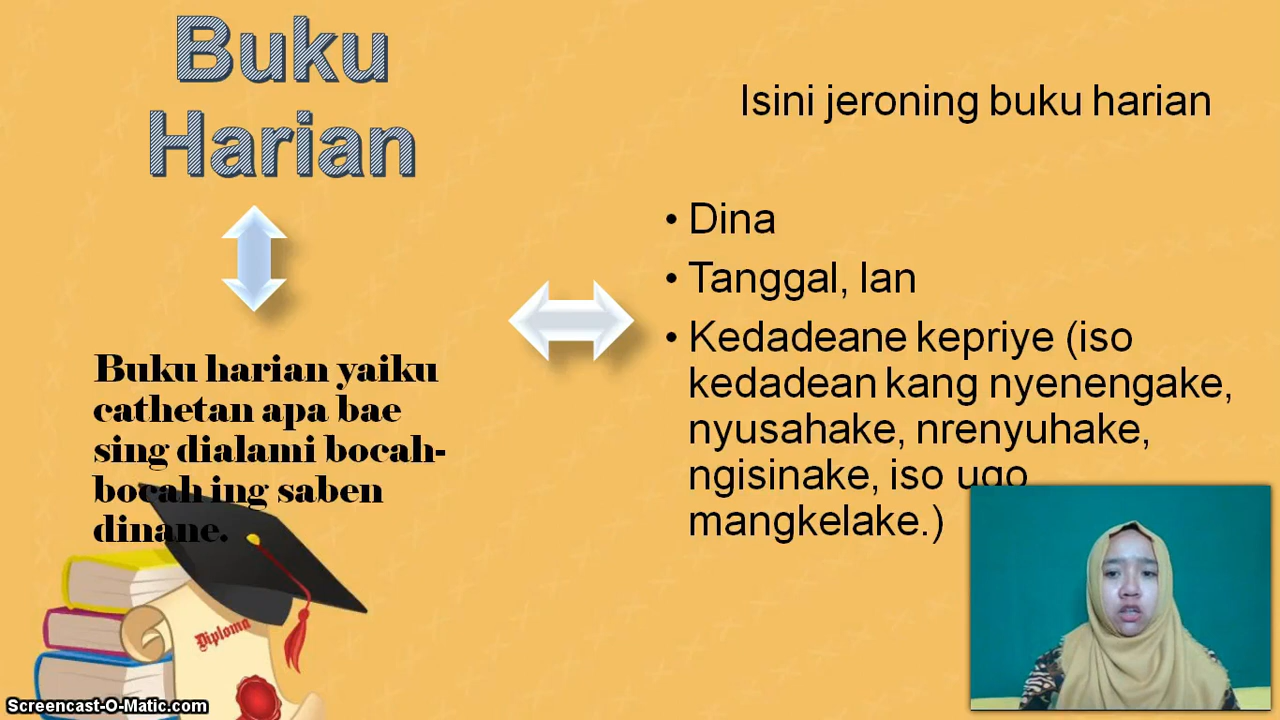 Buku
Harian
Buku harian yaiku
cathetan apa bae
sing dialami bocah-
bocah ing saben
dinane.
Isini jeroning buku harian
• Dina
• Tanggal, lan
• Kedadeane kepriye (iso
kedadean kang nyenengake,
nyusahake, nrenyuhake,
ngisinake, iso ugo
mangkelake.)
Diploma
Screencast-O-Matic.com